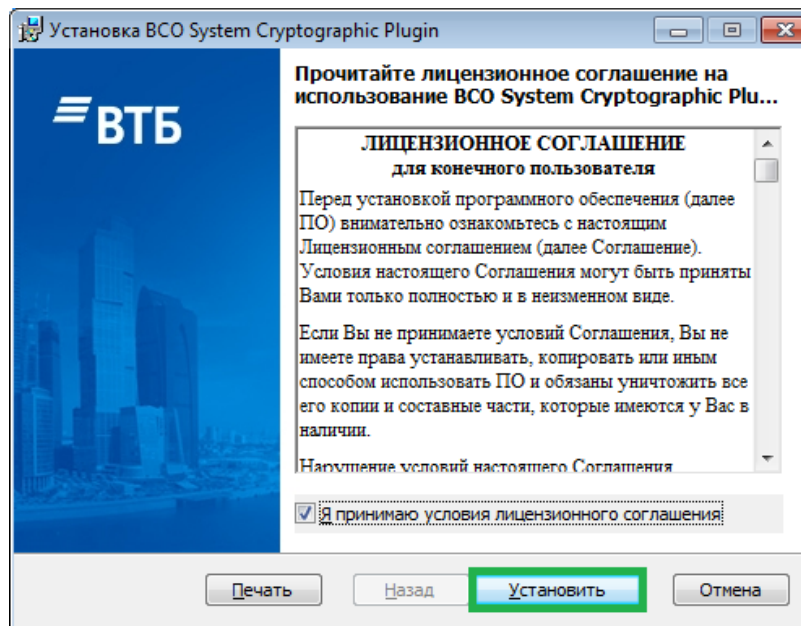 Установка BCO System Cryptographic Plugin
ВТБ
Прочитайте лицензионное соглашение на
использование BCO System Cryptographic Plu...
ЛИЦЕНЗИОННОЕ СОГЛАШЕНИЕ
для конечного пользователя
Перед установкой программного обеспечения (далее
ПО) внимательно ознакомьтесь с настоящим
Лицензионным соглашением (далее Соглашение).
Условия настоящего Соглашения могут быть приняты
Вами только полностью и в неизменном виде.
Если Вы не принимаете условий Соглашения, Вы не
имеете права устанавливать, копировать или иным
способом использовать ПО и обязаны уничтожить все
его копии и составные части, которые имеются у Вас в
наличии.
Нарушение условий настоящего Соглашения
Я принимаю условия лицензионного соглашения
Печать
Назад
Установить
Отмена